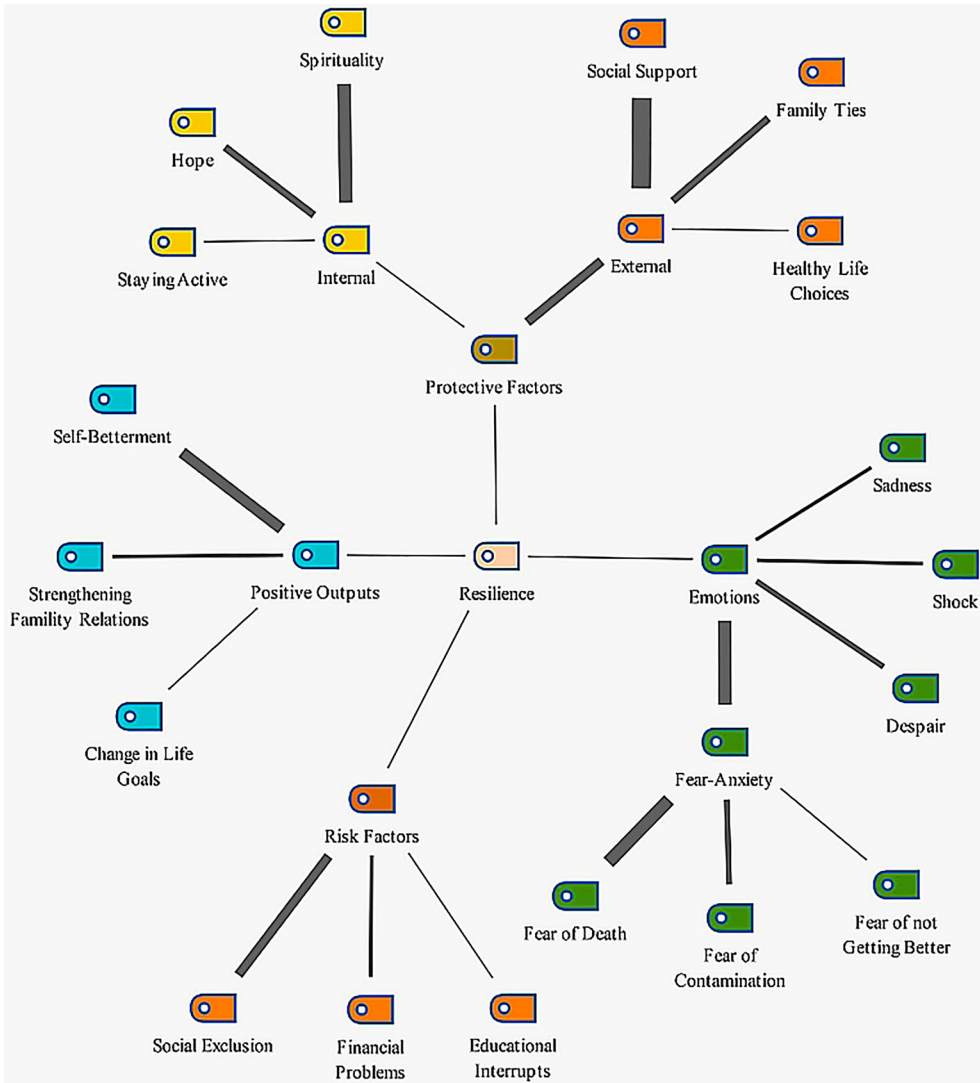 Spirituality
Social Support
Family Ties
Hope
Staying Active
Internal
External
Healthy Life
Choices
Protective Factors
Self-Betterment
Sadness
Strengthening
Famility Relations
Positive Outputs
Resilience
Emotions
Shock
Despair
Change in Life
Goals
Fear-Anxiety
Risk Factors
Fear of Death
Fear of
Contamination
Fear of not
Getting Better
Social Exclusion
Financial
Problems
Educational
Interrupts